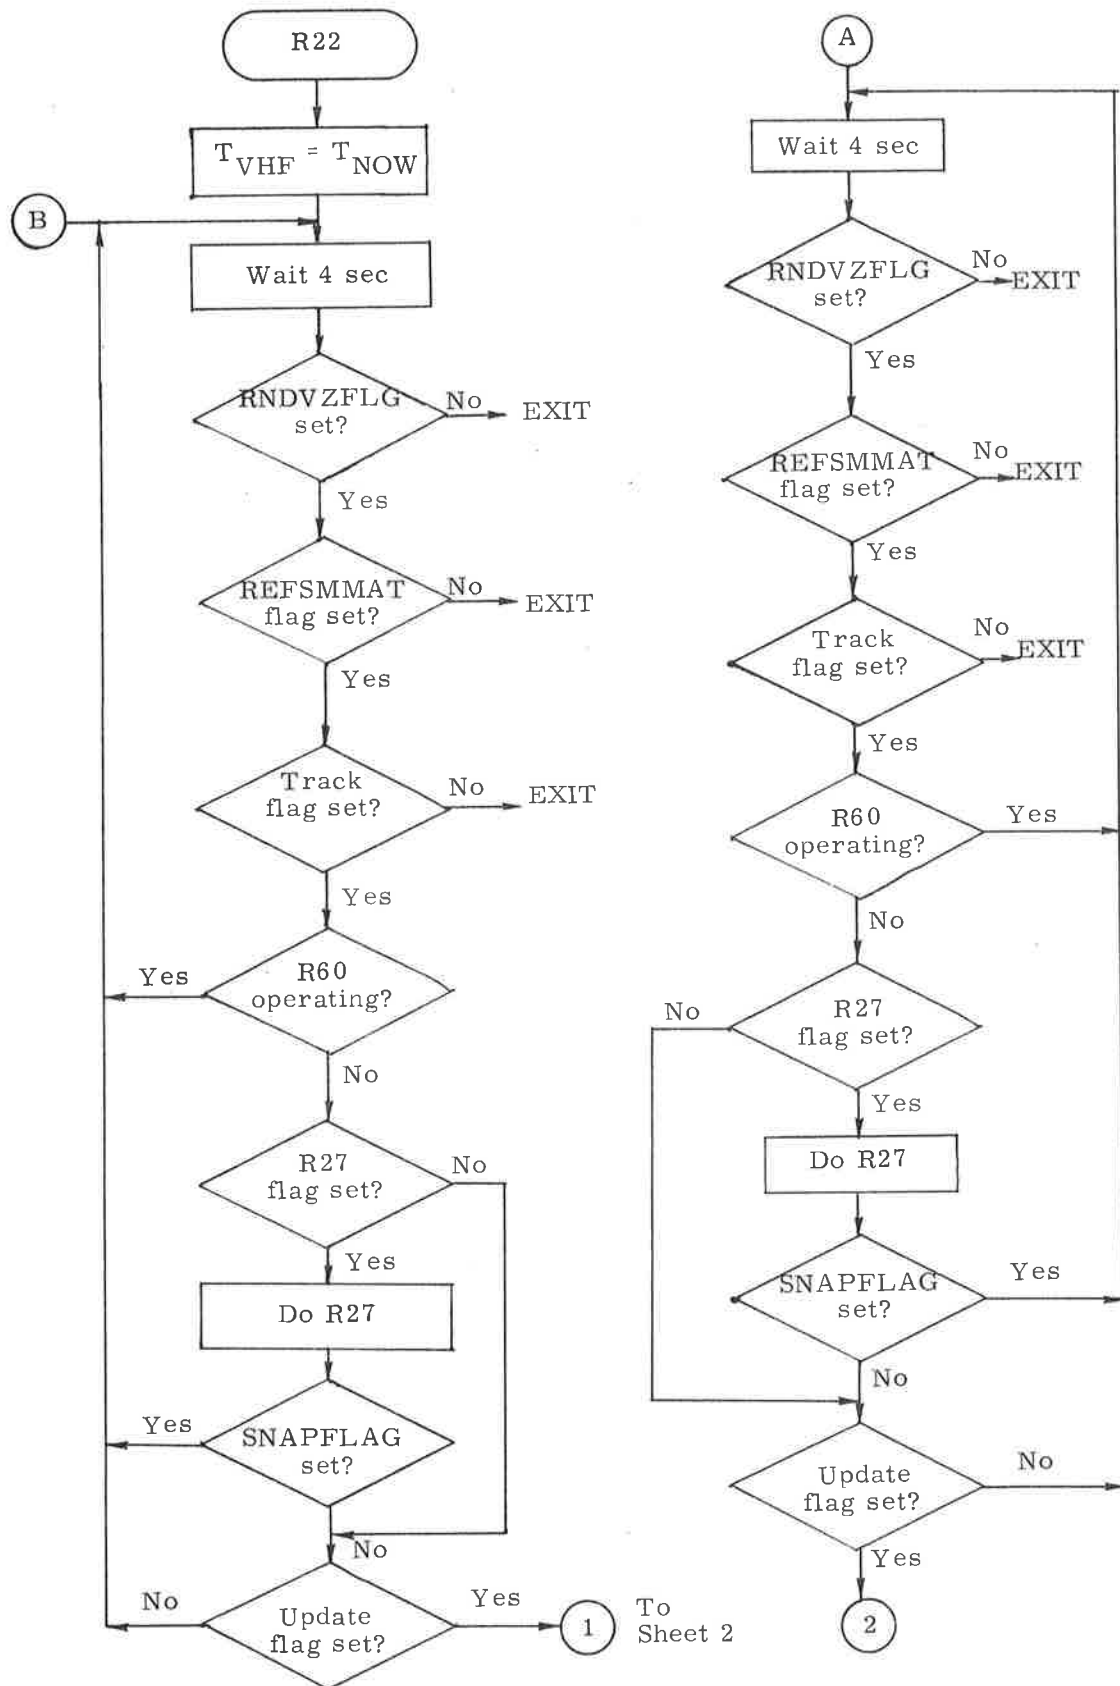 R22
T_VHF = T_NOW
B
Wait 4 sec
RNDVZFLG
set?
No
EXIT
Yes
REFSMMAT
flag set?
No
EXIT
Yes
Track
flag set?
No
EXIT
Yes
R60
operating?
Yes
No
R27
flag set?
No
Yes
Do R27
SNAPFLAG
set?
Yes
No
Update
flag set?
No
Yes
1
To
Sheet 2
A
Wait 4 sec
RNDVZFLG
set?
No
EXIT
Yes
REFSMMAT
flag set?
No
EXIT
Yes
Track
flag set?
No
EXIT
Yes
R60
operating?
Yes
No
R27
flag set?
No
Yes
Do R27
SNAPFLAG
set?
Yes
No
Update
flag set?
No
Yes
2